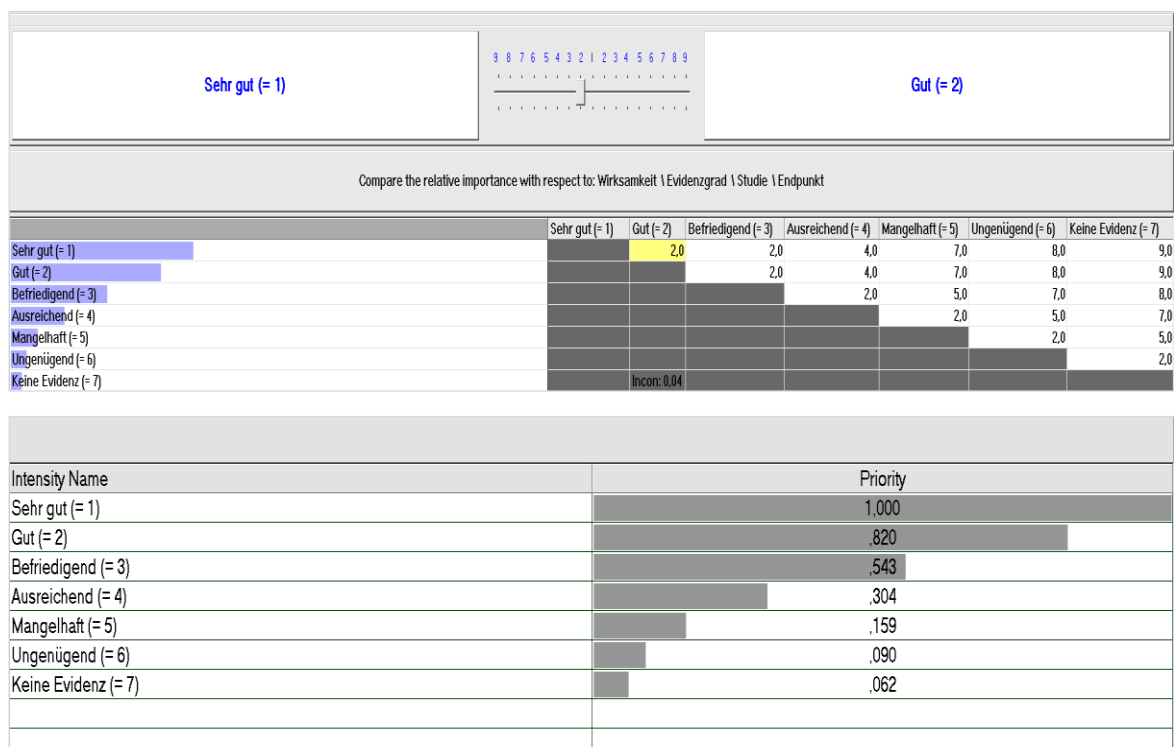 9 8 7 6 5 4 3 2 1 2 3 4 5 6 7 8 9
Sehr gut (= 1)
Gut (= 2)
Compare the relative importance with respect to: Wirksamkeit \ Evidenzgrad \ Studie \ Endpunkt
Sehr gut (= 1) Gut (= 2) Befriedigend (= 3) Ausreichend (= 4) Mangelhaft (= 5) Ungenügend (= 6) Keine Evidenz (= 7)
Sehr gut (= 1) 2,0 2,0 4,0 7,0 8,0 9,0
Gut (= 2) 2,0 4,0 7,0 8,0 9,0
Befriedigend (= 3) 2,0 5,0 7,0 8,0
Ausreichend (= 4) 2,0 5,0 7,0
Mangelhaft (= 5) 2,0 5,0
Ungenügend (= 6) 2,0
Keine Evidenz (= 7) Incon: 0,04
Intensity Name Priority
Sehr gut (= 1) 1,000
Gut (= 2) ,820
Befriedigend (= 3) ,543
Ausreichend (= 4) ,304
Mangelhaft (= 5) ,159
Ungenügend (= 6) ,090
Keine Evidenz (= 7) ,062